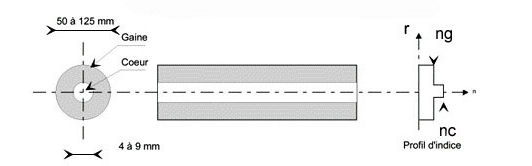 50 à 125 mm
Gaine
Coeur
4 à 9 mm
r
ng
n
nc
Profil d'indice